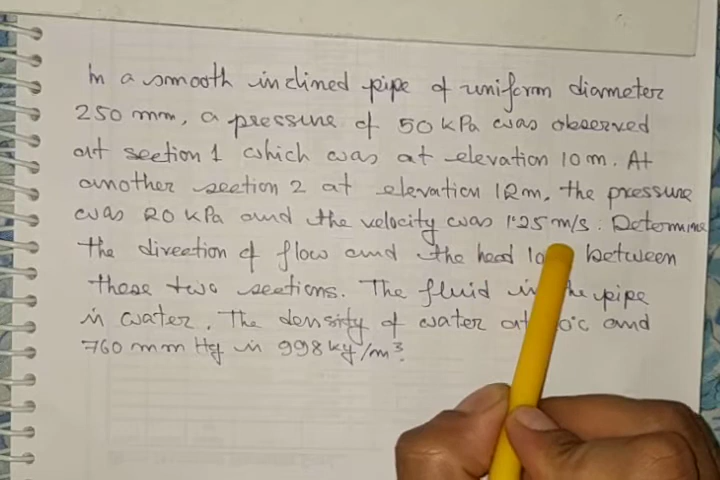 In a smooth inclined pipe of uniform diameter
250 mm, a pressure of 50 kPa was observed
at section 1 which was at elevation 10 m. At
another section 2 at elevation 12 m, the pressure
was 20 kPa and the velocity was 1.25 m/s. Determine
the direction of flow and the head between
these two sections. The fluid in the pipe
is water. The density of water at and
760 mm Hg is 998 kg/m³.